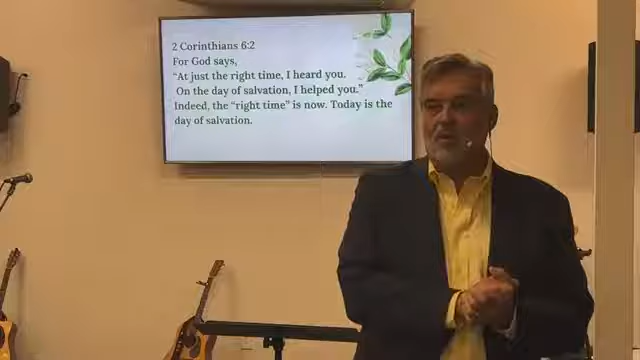 2 Corinthians 6:2
For God says,
“At just the right time, I heard you.
On the day of salvation, I helped you.”
Indeed, the “right time” is now. Today is the
day of salvation.